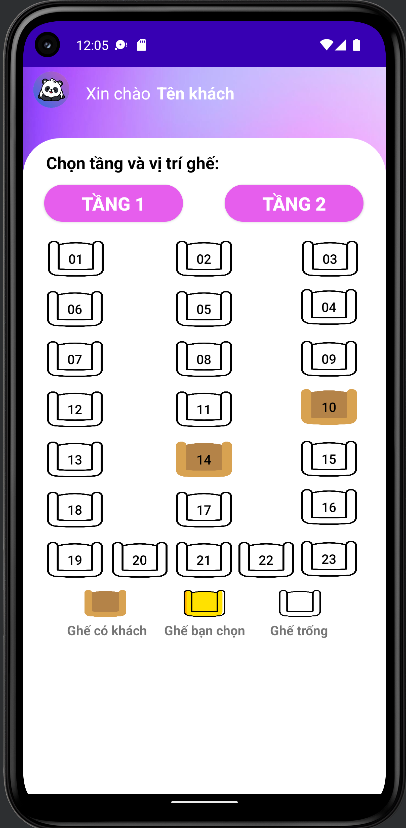 12:05
Xin chào Tên khách
Chọn tầng và vị trí ghế:
TẦNG 1 TẦNG 2
01 02 03
06 05 04
07 08 09
12 11 10
13 14 15
18 17 16
19 20 21 22 23
Ghế có khách Ghế bạn chọn Ghế trống